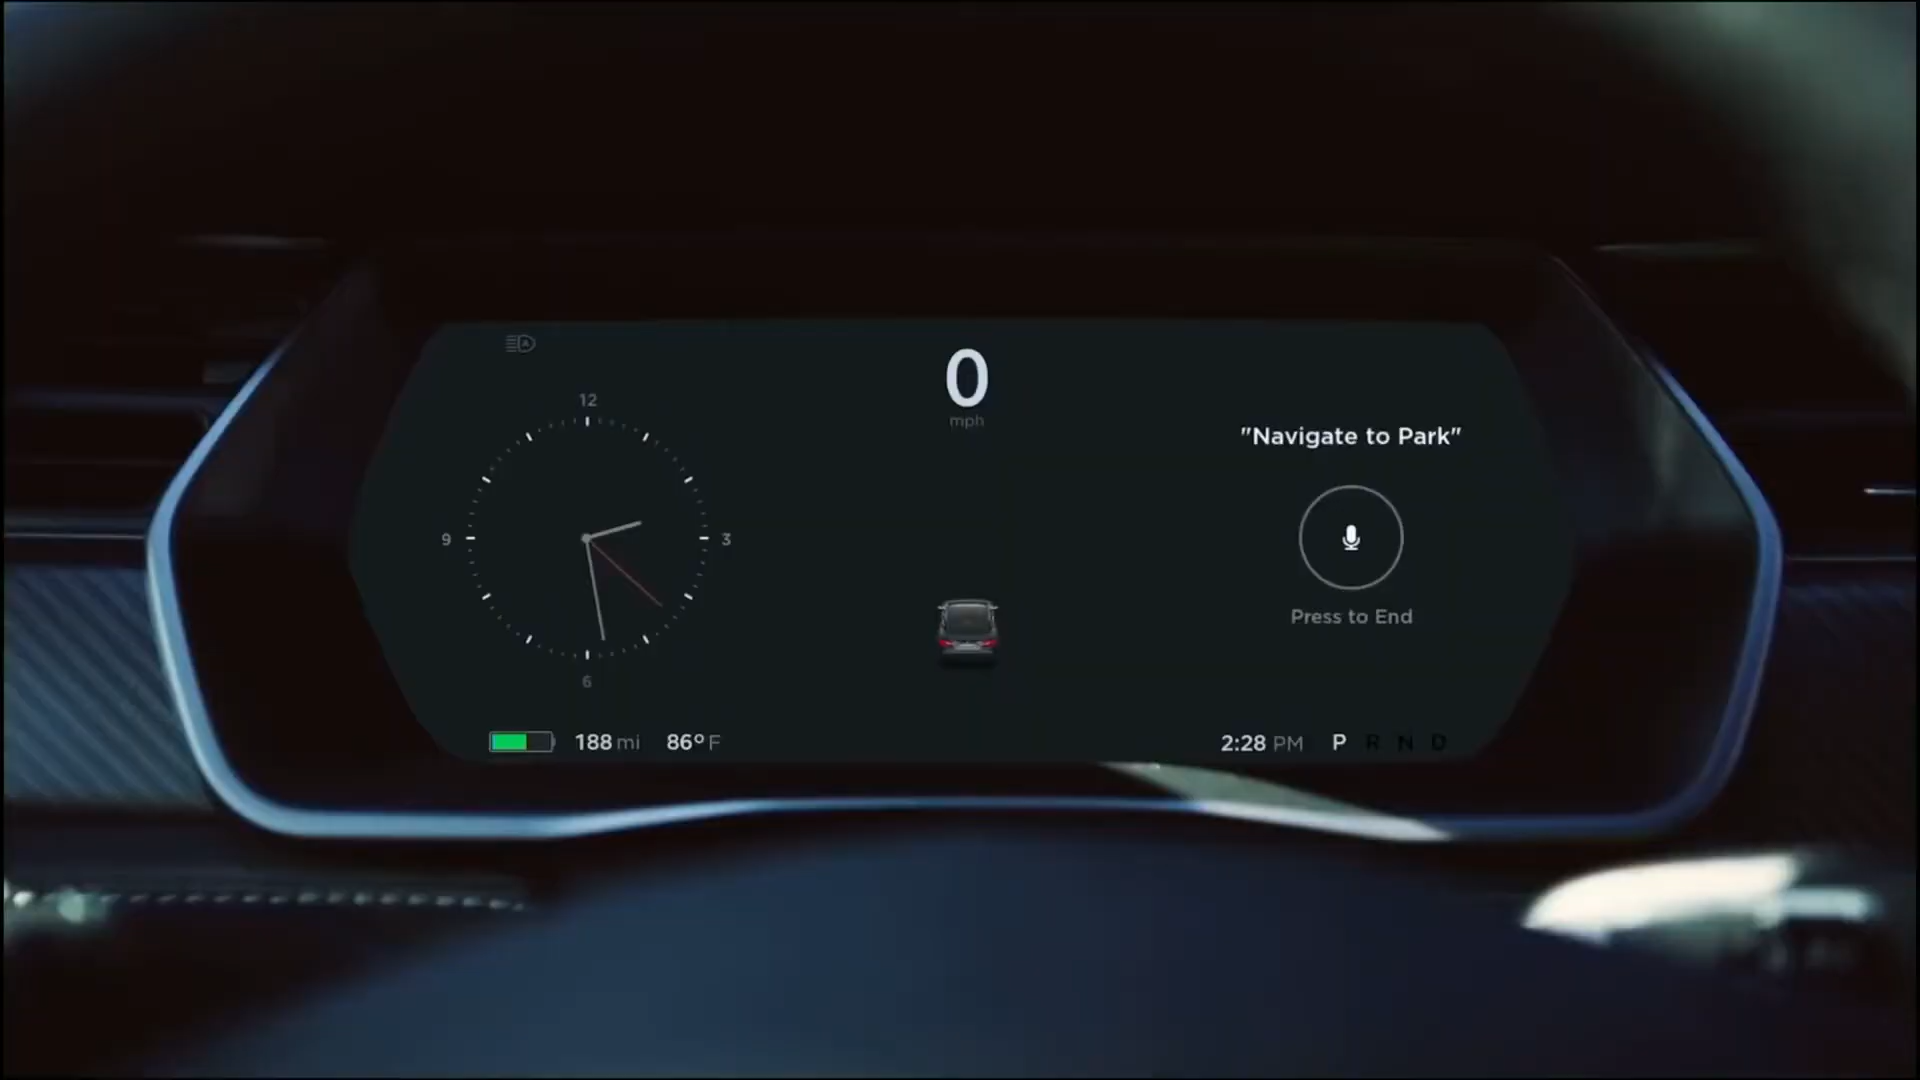 12
9
3
6
0
mph
"Navigate to Park"
Press to End
188 mi 86° F
2:28 PM P R N D